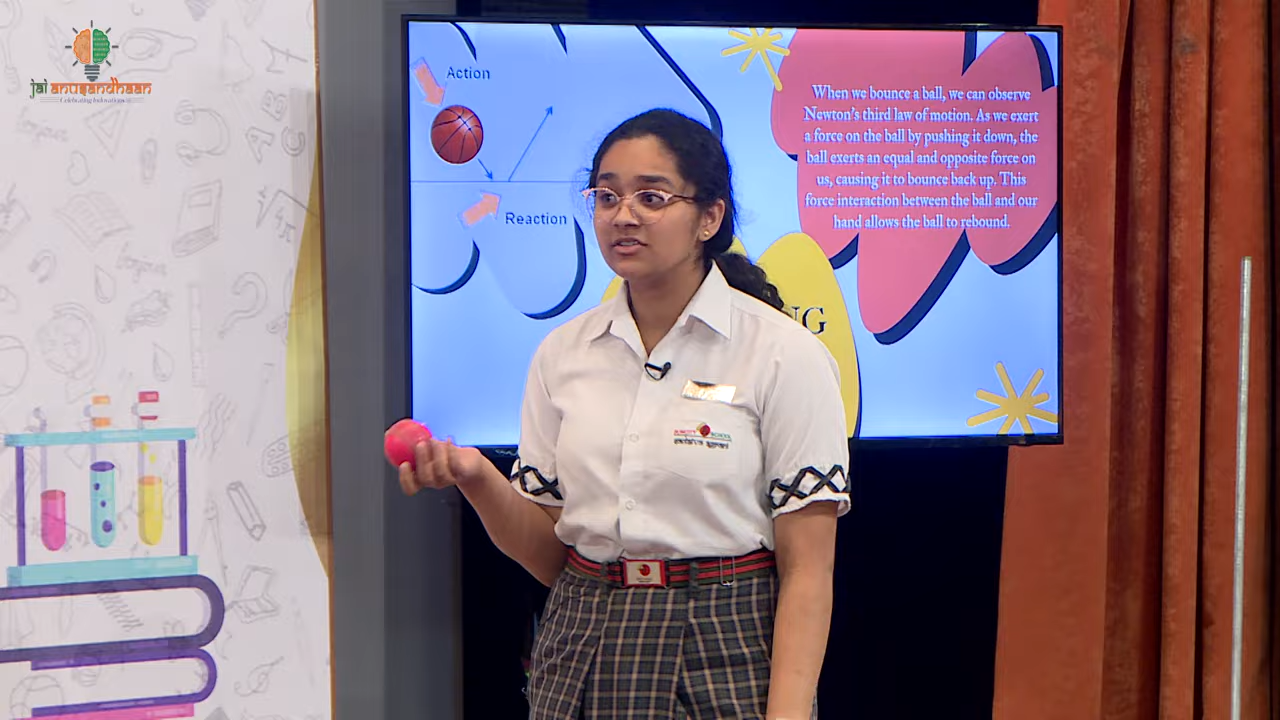 jai anusandhaan
Celebrating Indovations
Action
Reaction
When we bounce a ball, we can observe
Newton's third law of motion. As we exert
a force on the ball by pushing it down, the
ball exerts an equal and opposite force on
us, causing it to bounce back up. This
force interaction between the ball and our
hand allows the ball to rebound.
NG
SCHOOL
A
B
C